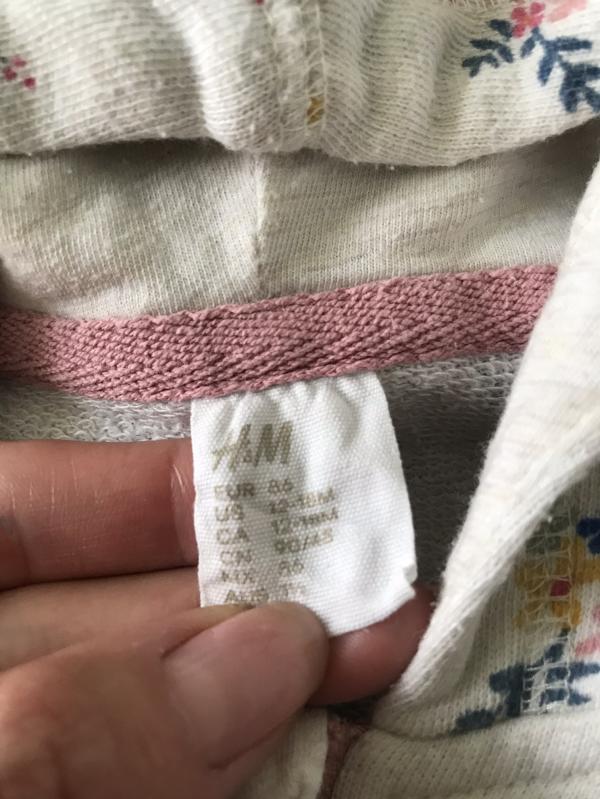 H&M
EUR 86
US 12-18M
CA 12-18M
CN 90/48
MX 86